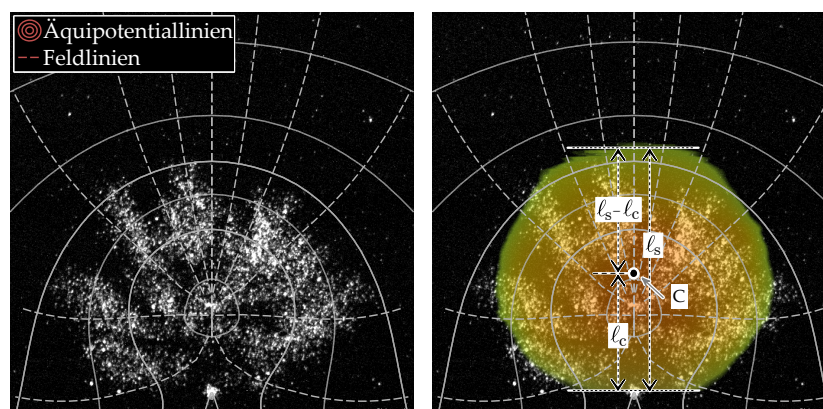 Äquipotentiallinien
Feldlinien
ℓs-ℓc
ℓs
C
ℓc